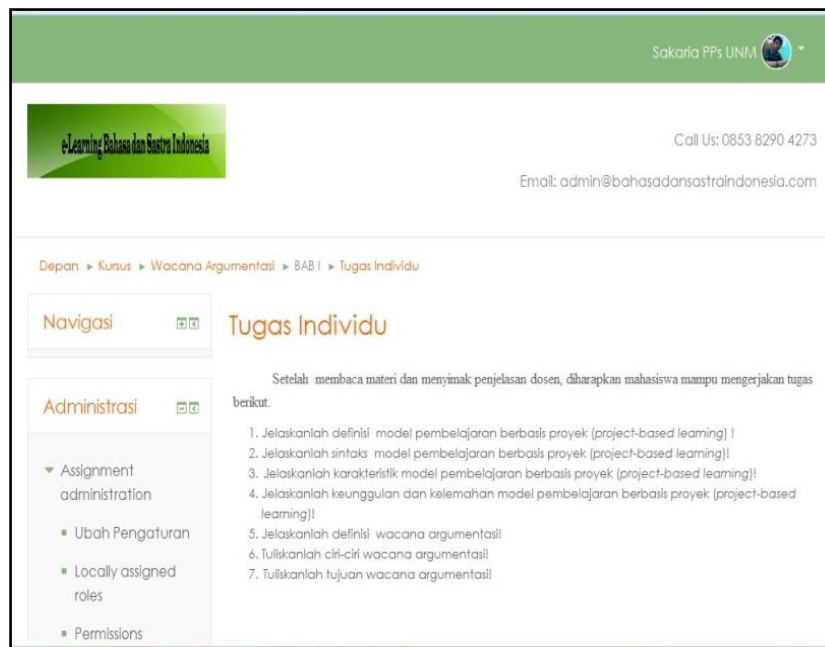 Sakaria PPs UNM
e-Learning Bahasa dan Sastra Indonesia
Call Us: 0853 8290 4273
Email: admin@bahasadansastraindonesia.com
Depan ► Kursus ► Wacana Argumentasi ► BAB I ► Tugas Individu
Navigasi
Administrasi
Assignment
administration
Ubah Pengaturan
Locally assigned
roles
Permissions
Tugas Individu
Setelah membaca materi dan menyimak penjelasan dosen, diharapkan mahasiswa mampu mengerjakan tugas
berikut.
1. Jelaskanlah definisi model pembelajaran berbasis proyek (project-based learning) !
2. Jelaskanlah sintaks model pembelajaran berbasis proyek (project-based learning)!
3. Jelaskanlah karakteristik model pembelajaran berbasis proyek (project-based learning)!
4. Jelaskanlah keunggulan dan kelemahan model pembelajaran berbasis proyek (project-based
learning)!
5. Jelaskanlah definisi wacana argumentasi!
6. Tuliskanlah ciri-ciri wacana argumentasi!
7. Tuliskanlah tujuan wacana argumentasi!